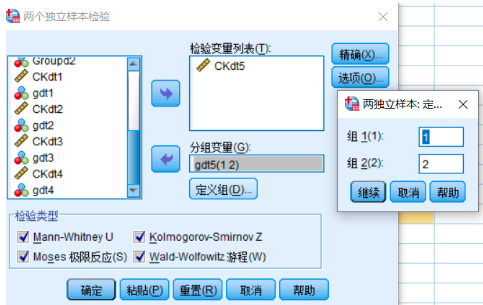 两个独立样本检验
Groupd2
CKdt1
gdt1
CKdt2
gdt2
CKdt3
gdt3
CKdt4
gdt4
检验变量列表(T):
CKdt5
分组变量(G):
gdt5(1 2)
定义组(D)...
精确(X)...
选项(O)...
检验类型
Mann-Whitney U
Kolmogorov-Smirnov Z
Moses 极限反应(S)
Wald-Wolfowitz 游程(W)
确定
粘贴(P)
重置(R)
取消
帮助
两独立样本: 定...
组 1(1):
1
组 2(2):
2
继续
取消
帮助